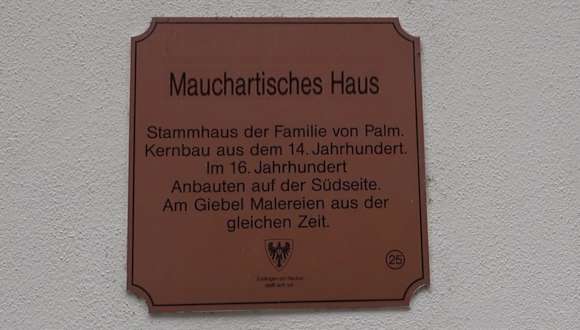 Mauchartisches Haus
Stammhaus der Familie von Palm.
Kernbau aus dem 14. Jahrhundert.
Im 16. Jahrhundert
Anbauten auf der Südseite.
Am Giebel Malereien aus der
gleichen Zeit.
25